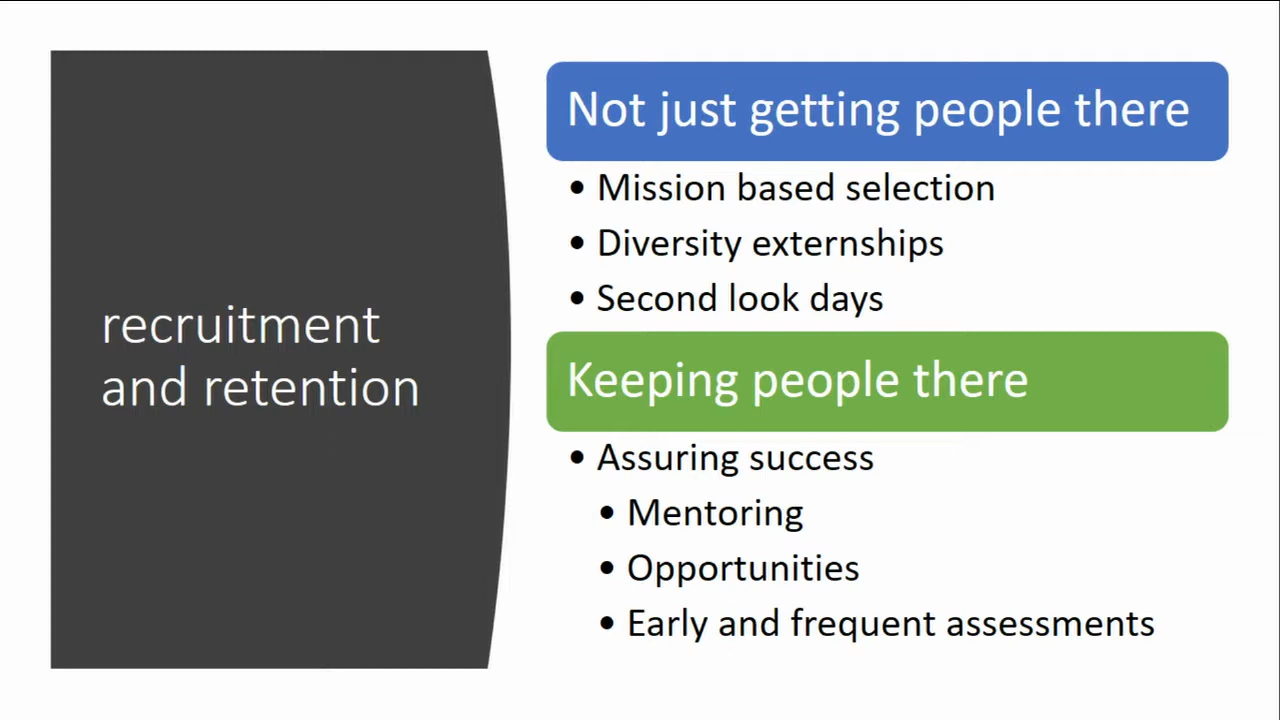 recruitment
and retention
Not just getting people there
• Mission based selection
• Diversity externships
• Second look days
Keeping people there
• Assuring success
• Mentoring
• Opportunities
• Early and frequent assessments